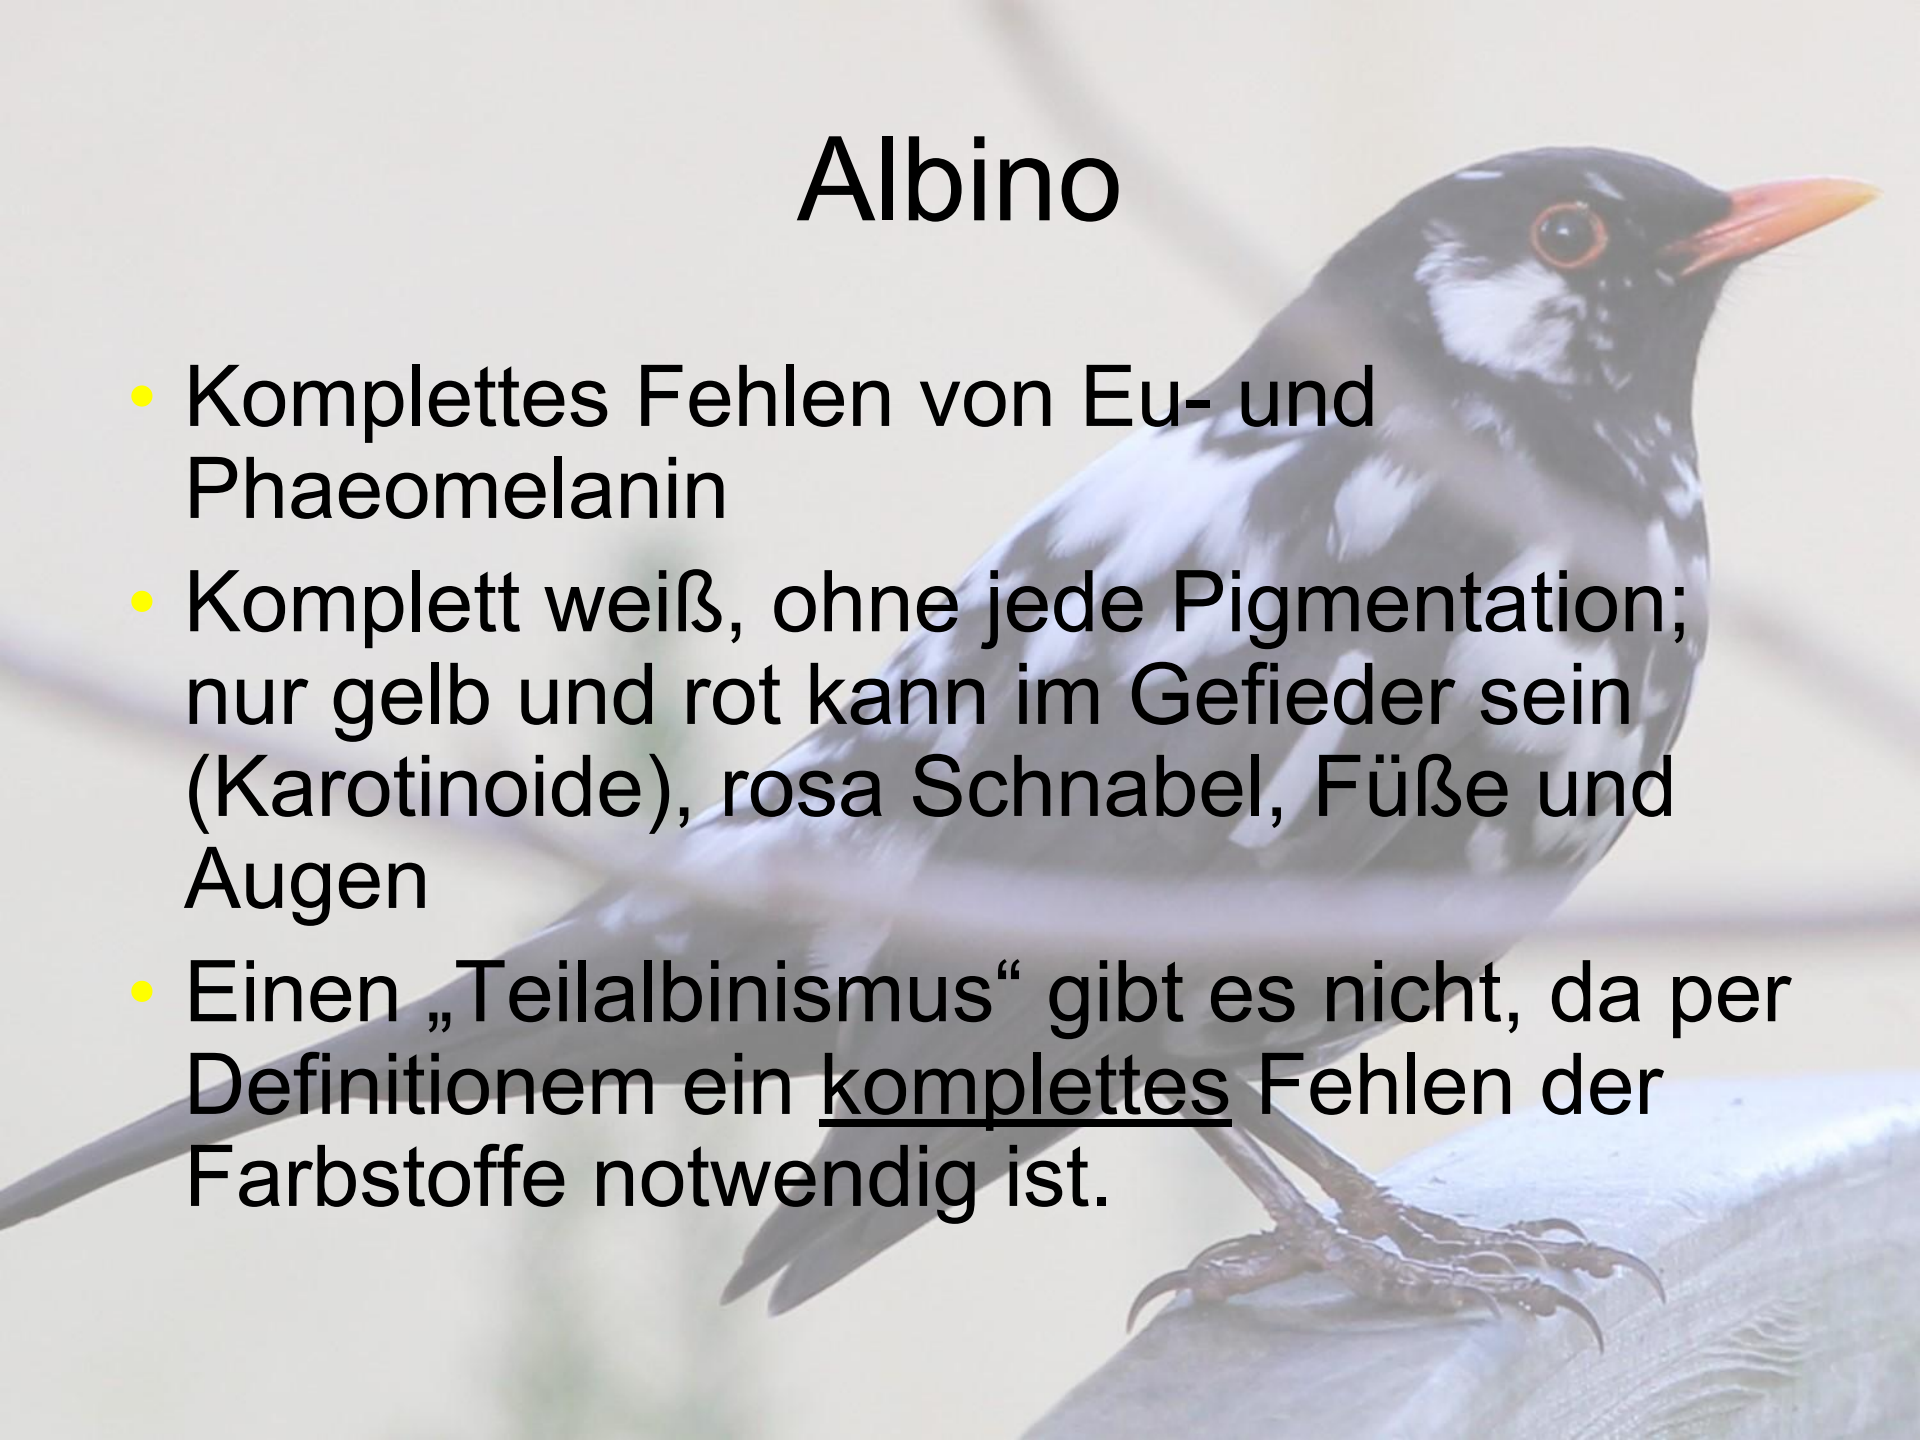 Albino
• Komplettes Fehlen von Eu- und
Phaeomelanin
• Komplett weiß, ohne jede Pigmentation;
nur gelb und rot kann im Gefieder sein
(Karotinoide), rosa Schnabel, Füße und
Augen
• Einen „Teilalbinismus“ gibt es nicht, da per
Definitionem ein komplettes Fehlen der
Farbstoffe notwendig ist.